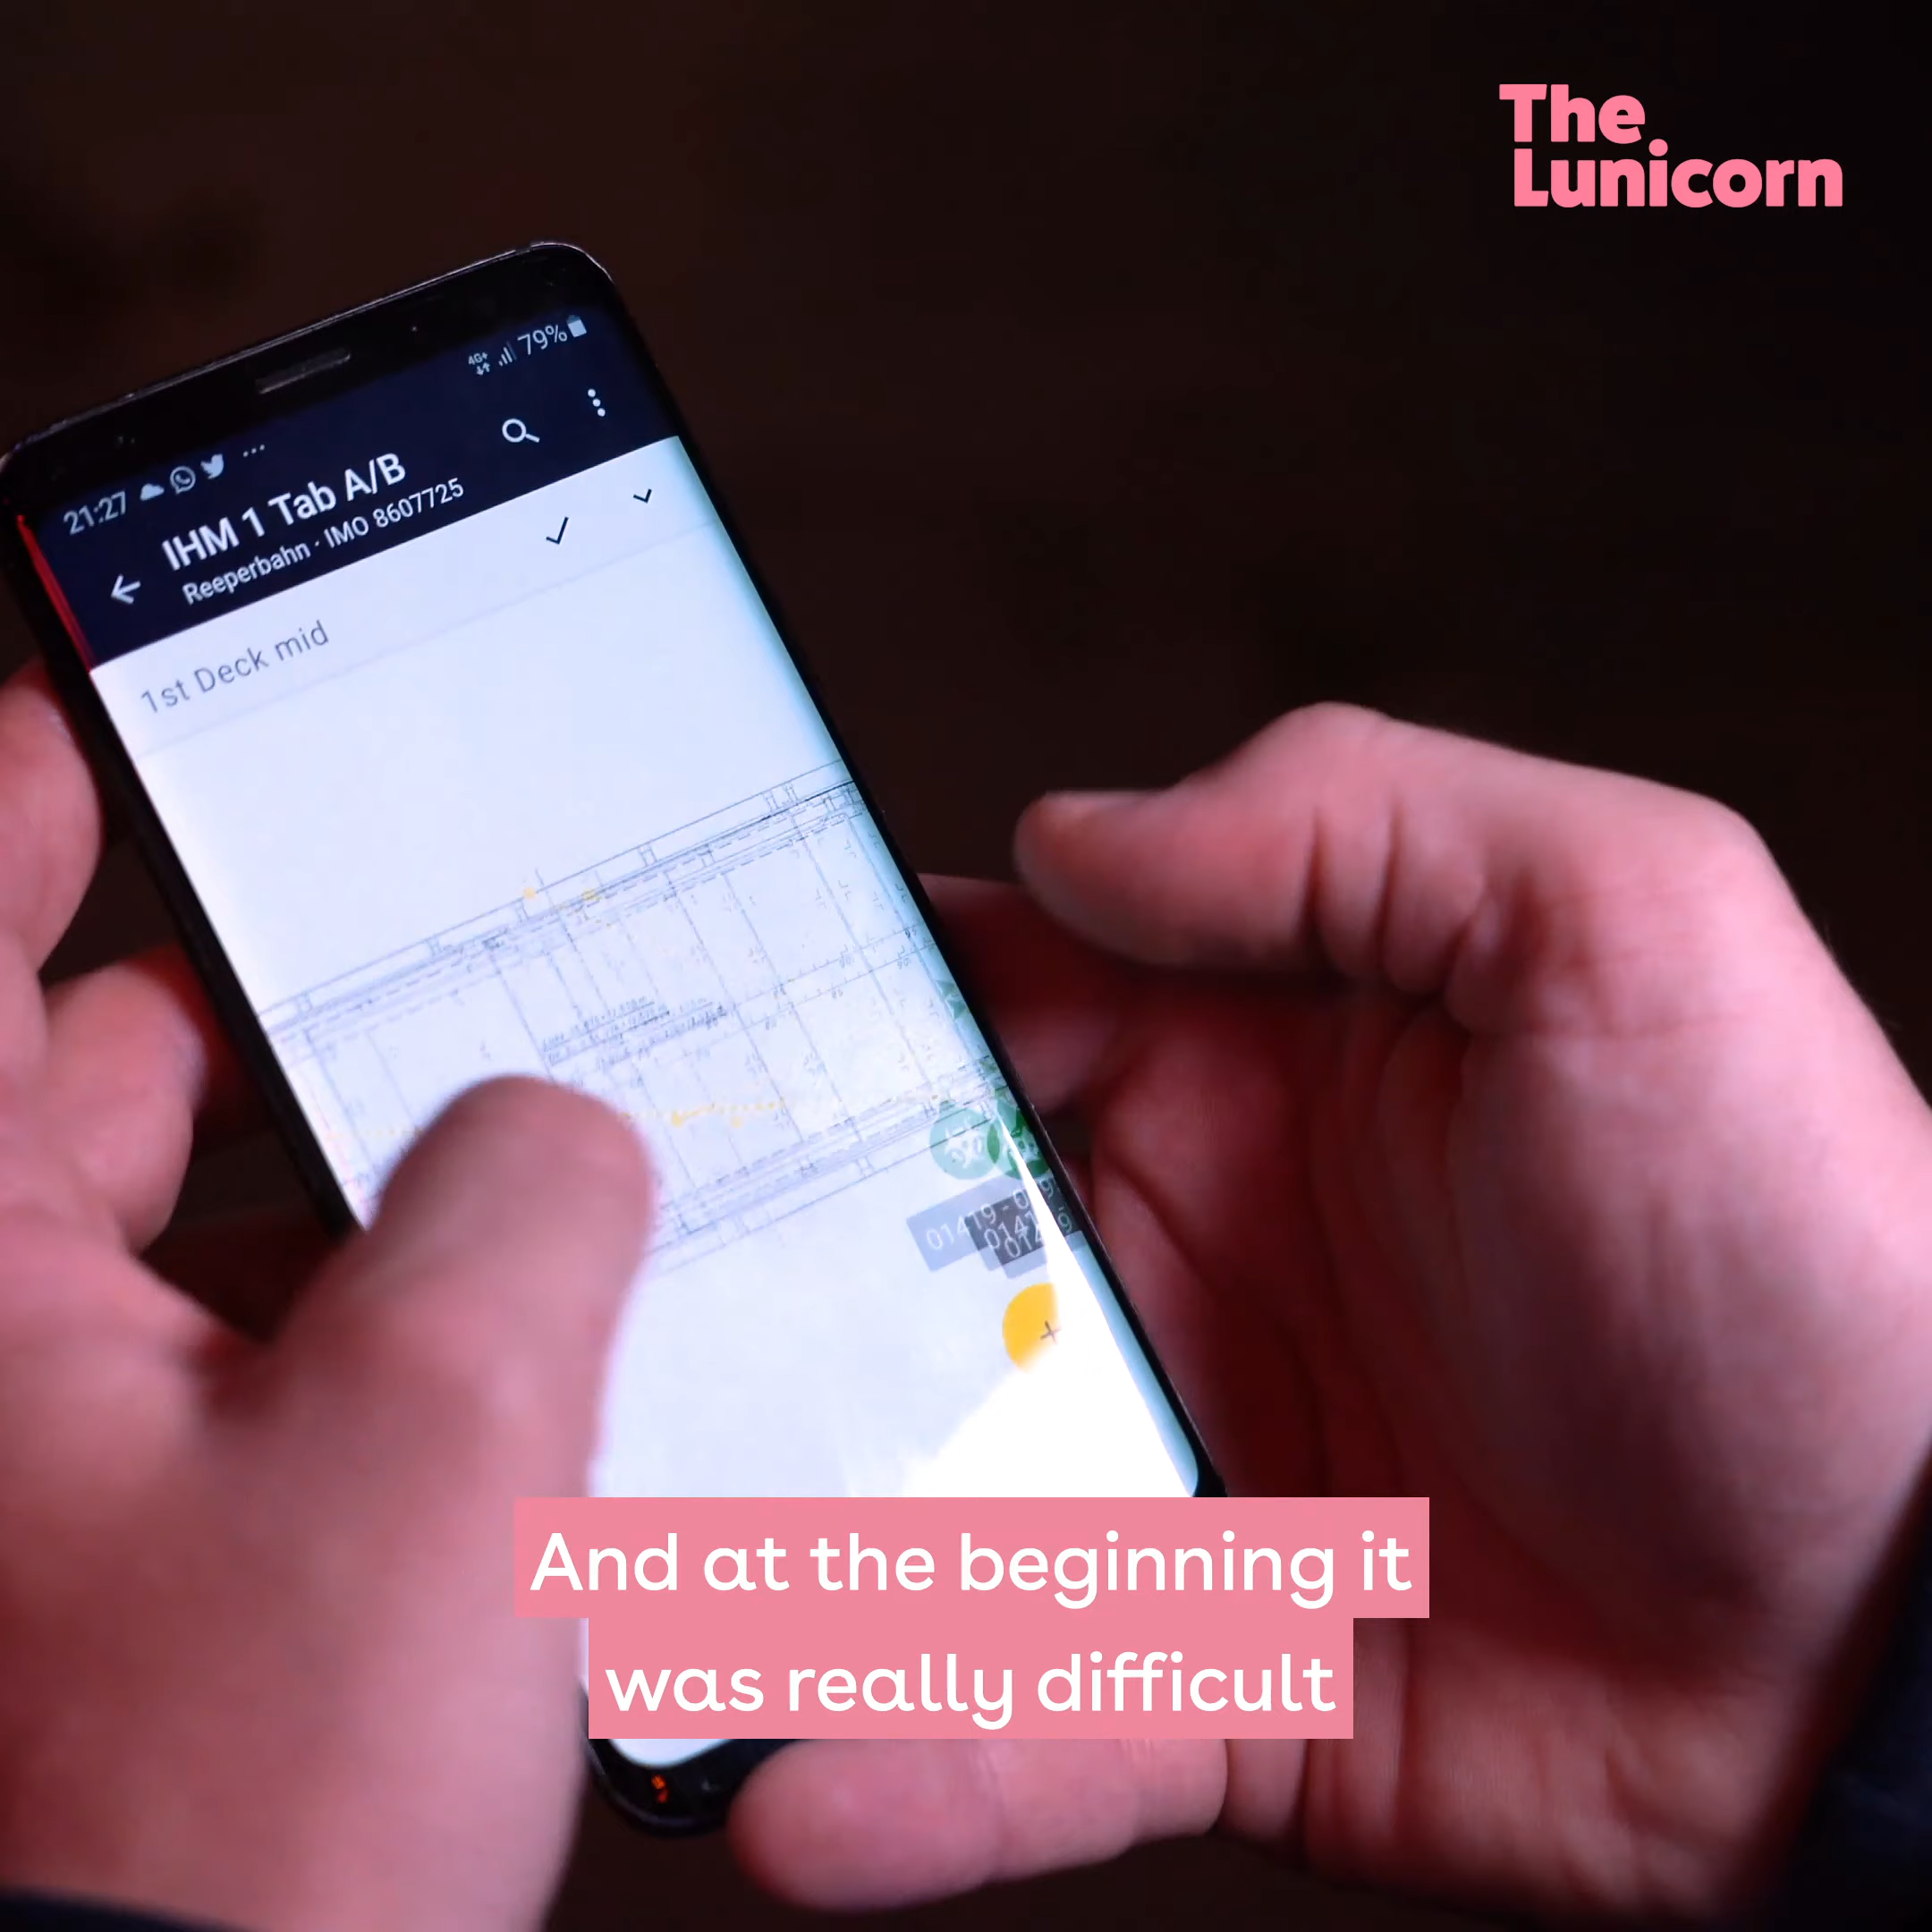 The
Lunicorn
4G+ 79%
21:27 ...
IHM 1 Tab A/B
Reeperbahn · IMO 8607725
1st Deck mid
And at the beginning it
was really difficult